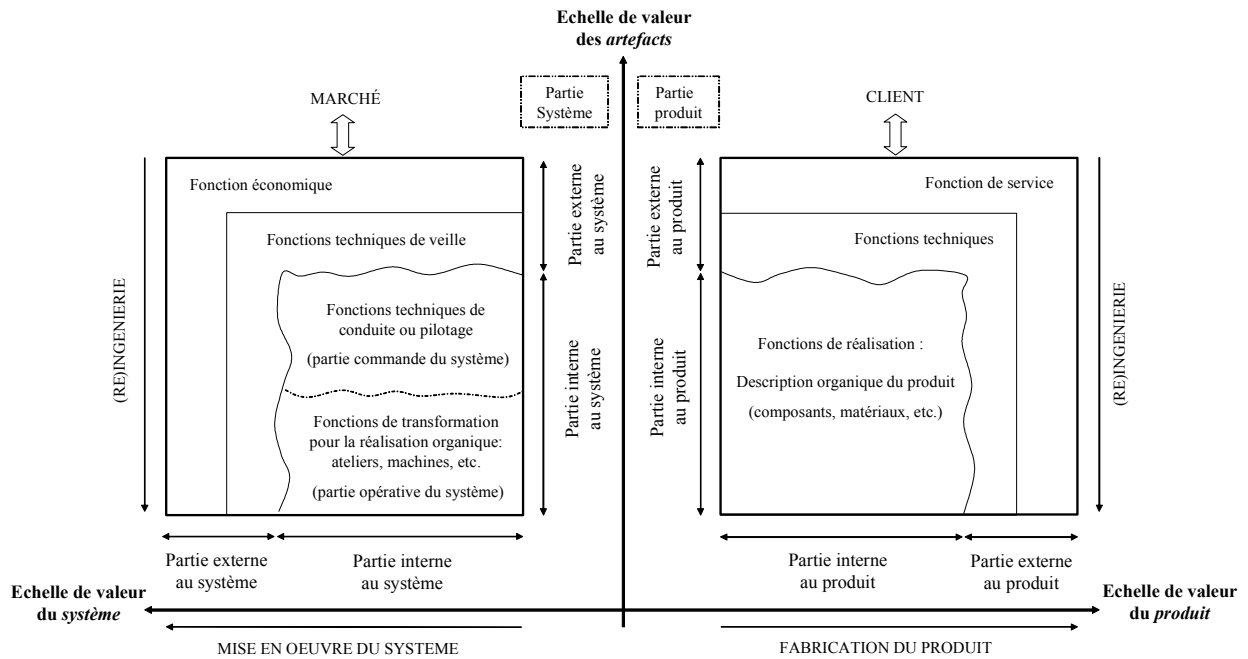 Echelle de valeur
des artefacts
MARCHÉ
Partie
Système
Partie
produit
CLIENT
Fonction économique
Fonctions techniques de veille
Fonctions techniques de
conduite ou pilotage
(partie commande du système)
Fonctions de transformation
pour la réalisation organique:
ateliers, machines, etc.
(partie opérative du système)
(RE)INGENIERIE
Partie externe
au système
Partie interne
au système
Partie externe
au produit
Partie interne
au produit
Fonction de service
Fonctions techniques
Fonctions de réalisation :
Description organique du produit
(composants, matériaux, etc.)
(RE)INGENIERIE
Partie externe
au système
Partie interne
au système
Partie interne
au produit
Partie externe
au produit
Echelle de valeur
du système
Echelle de valeur
du produit
MISE EN OEUVRE DU SYSTEME
FABRICATION DU PRODUIT